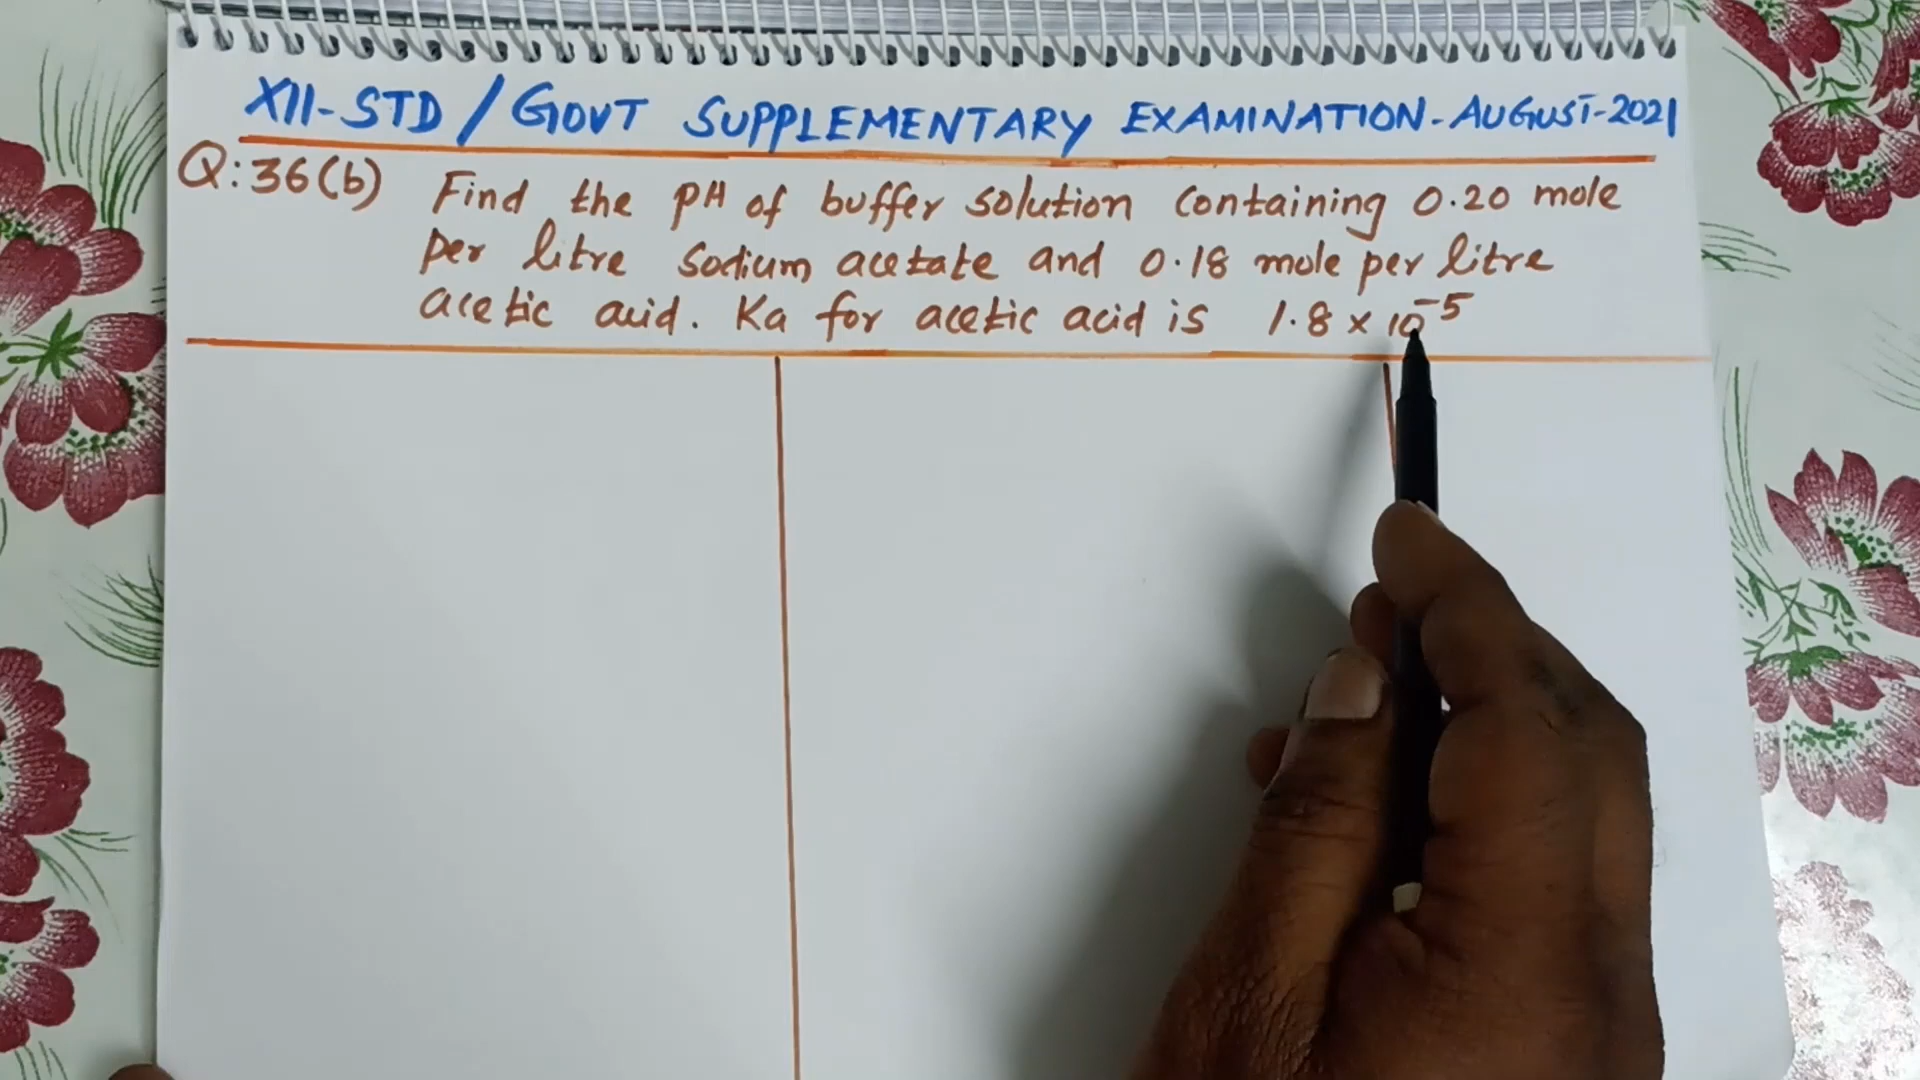 XII-STD / GOVT SUPPLEMENTARY EXAMINATION-AUGUST-2021
Q:36(b) Find the pH of buffer solution containing 0.20 mole
per litre Sodium acetate and 0.18 mole per litre
acetic acid. Ka for acetic acid is 1.8 × 10⁻⁵